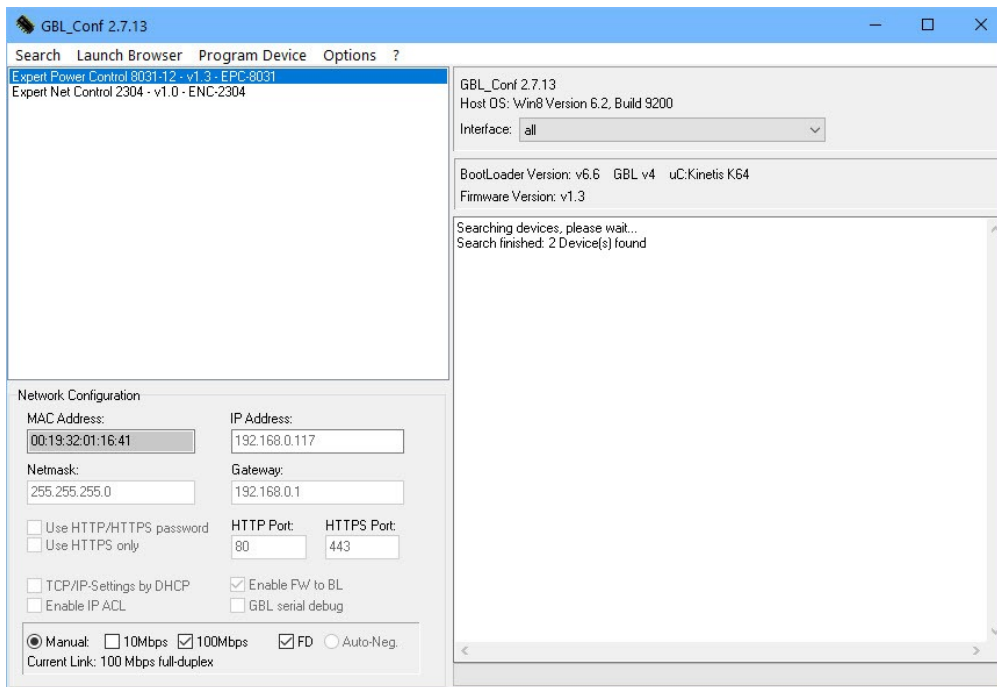 GBL_Conf 2.7.13
Search Launch Browser Program Device Options ?
Expert Power Control 8031-12 - v1.3 - EPC-8031
Expert Net Control 2304 - v1.0 - ENC-2304
GBL_Conf 2.7.13
Host OS: Win8 Version 6.2, Build 9200
Interface: all
BootLoader Version: v6.6 GBL v4 uC:Kinetis K64
Firmware Version: v1.3
Searching devices, please wait...
Search finished: 2 Device(s) found
Network Configuration
MAC Address: IP Address:
00:19:32:01:16:41 192.168.0.117
Netmask: Gateway:
255.255.255.0 192.168.0.1
Use HTTP/HTTPS password HTTP Port: HTTPS Port:
Use HTTPS only 80 443
TCP/IP-Settings by DHCP Enable FW to BL
Enable IP ACL GBL serial debug
Manual: 10Mbps 100Mbps FD Auto-Neg.
Current Link: 100 Mbps full-duplex